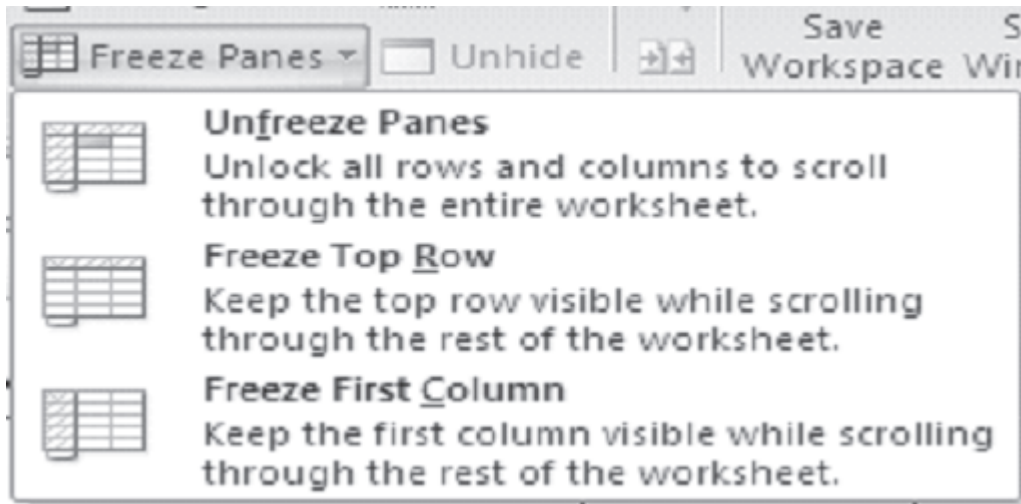 Freeze Panes
Unhide
Save
Workspace
Unfreeze Panes
Unlock all rows and columns to scroll
through the entire worksheet.
Freeze Top Row
Keep the top row visible while scrolling
through the rest of the worksheet.
Freeze First Column
Keep the first column visible while scrolling
through the rest of the worksheet.